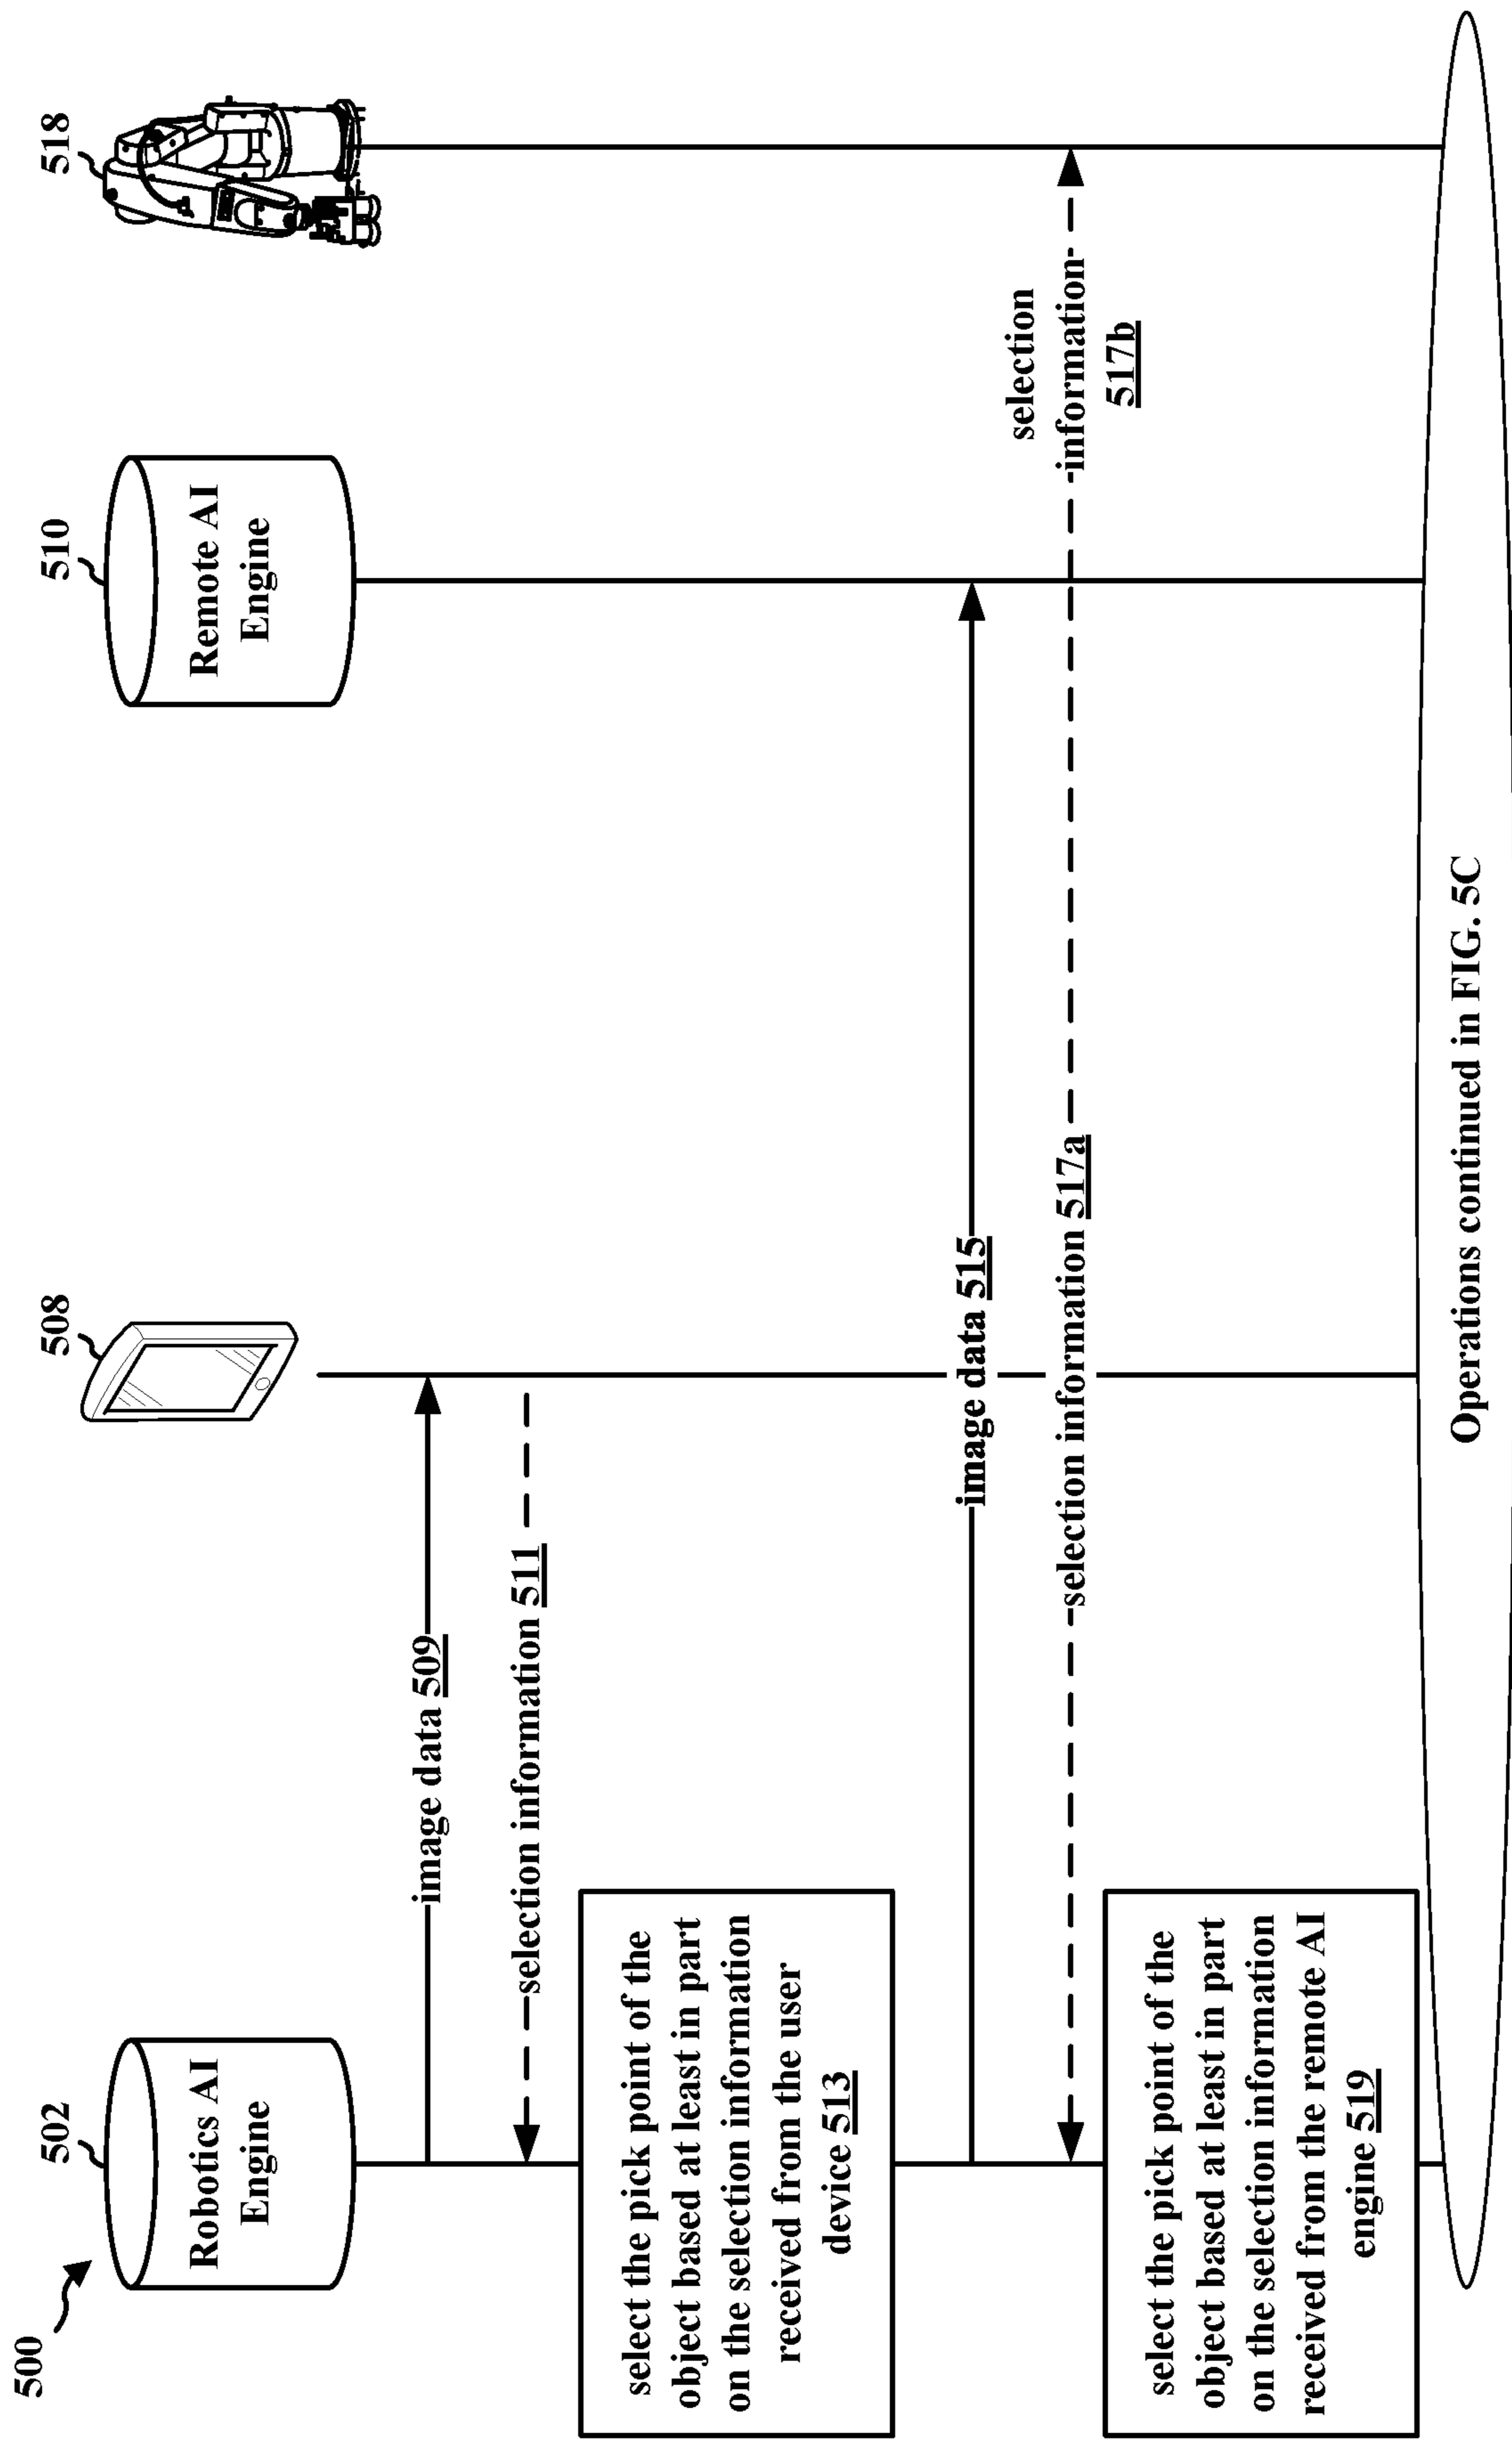 500
502
Robotics AI
Engine
508
510
Remote AI
Engine
518
image data 509
selection information 511
select the pick point of the
object based at least in part
on the selection information
received from the user
device 513
image data 515
selection information 517a
selection
information
517b
select the pick point of the
object based at least in part
on the selection information
received from the remote AI
engine 519
Operations continued in FIG. 5C